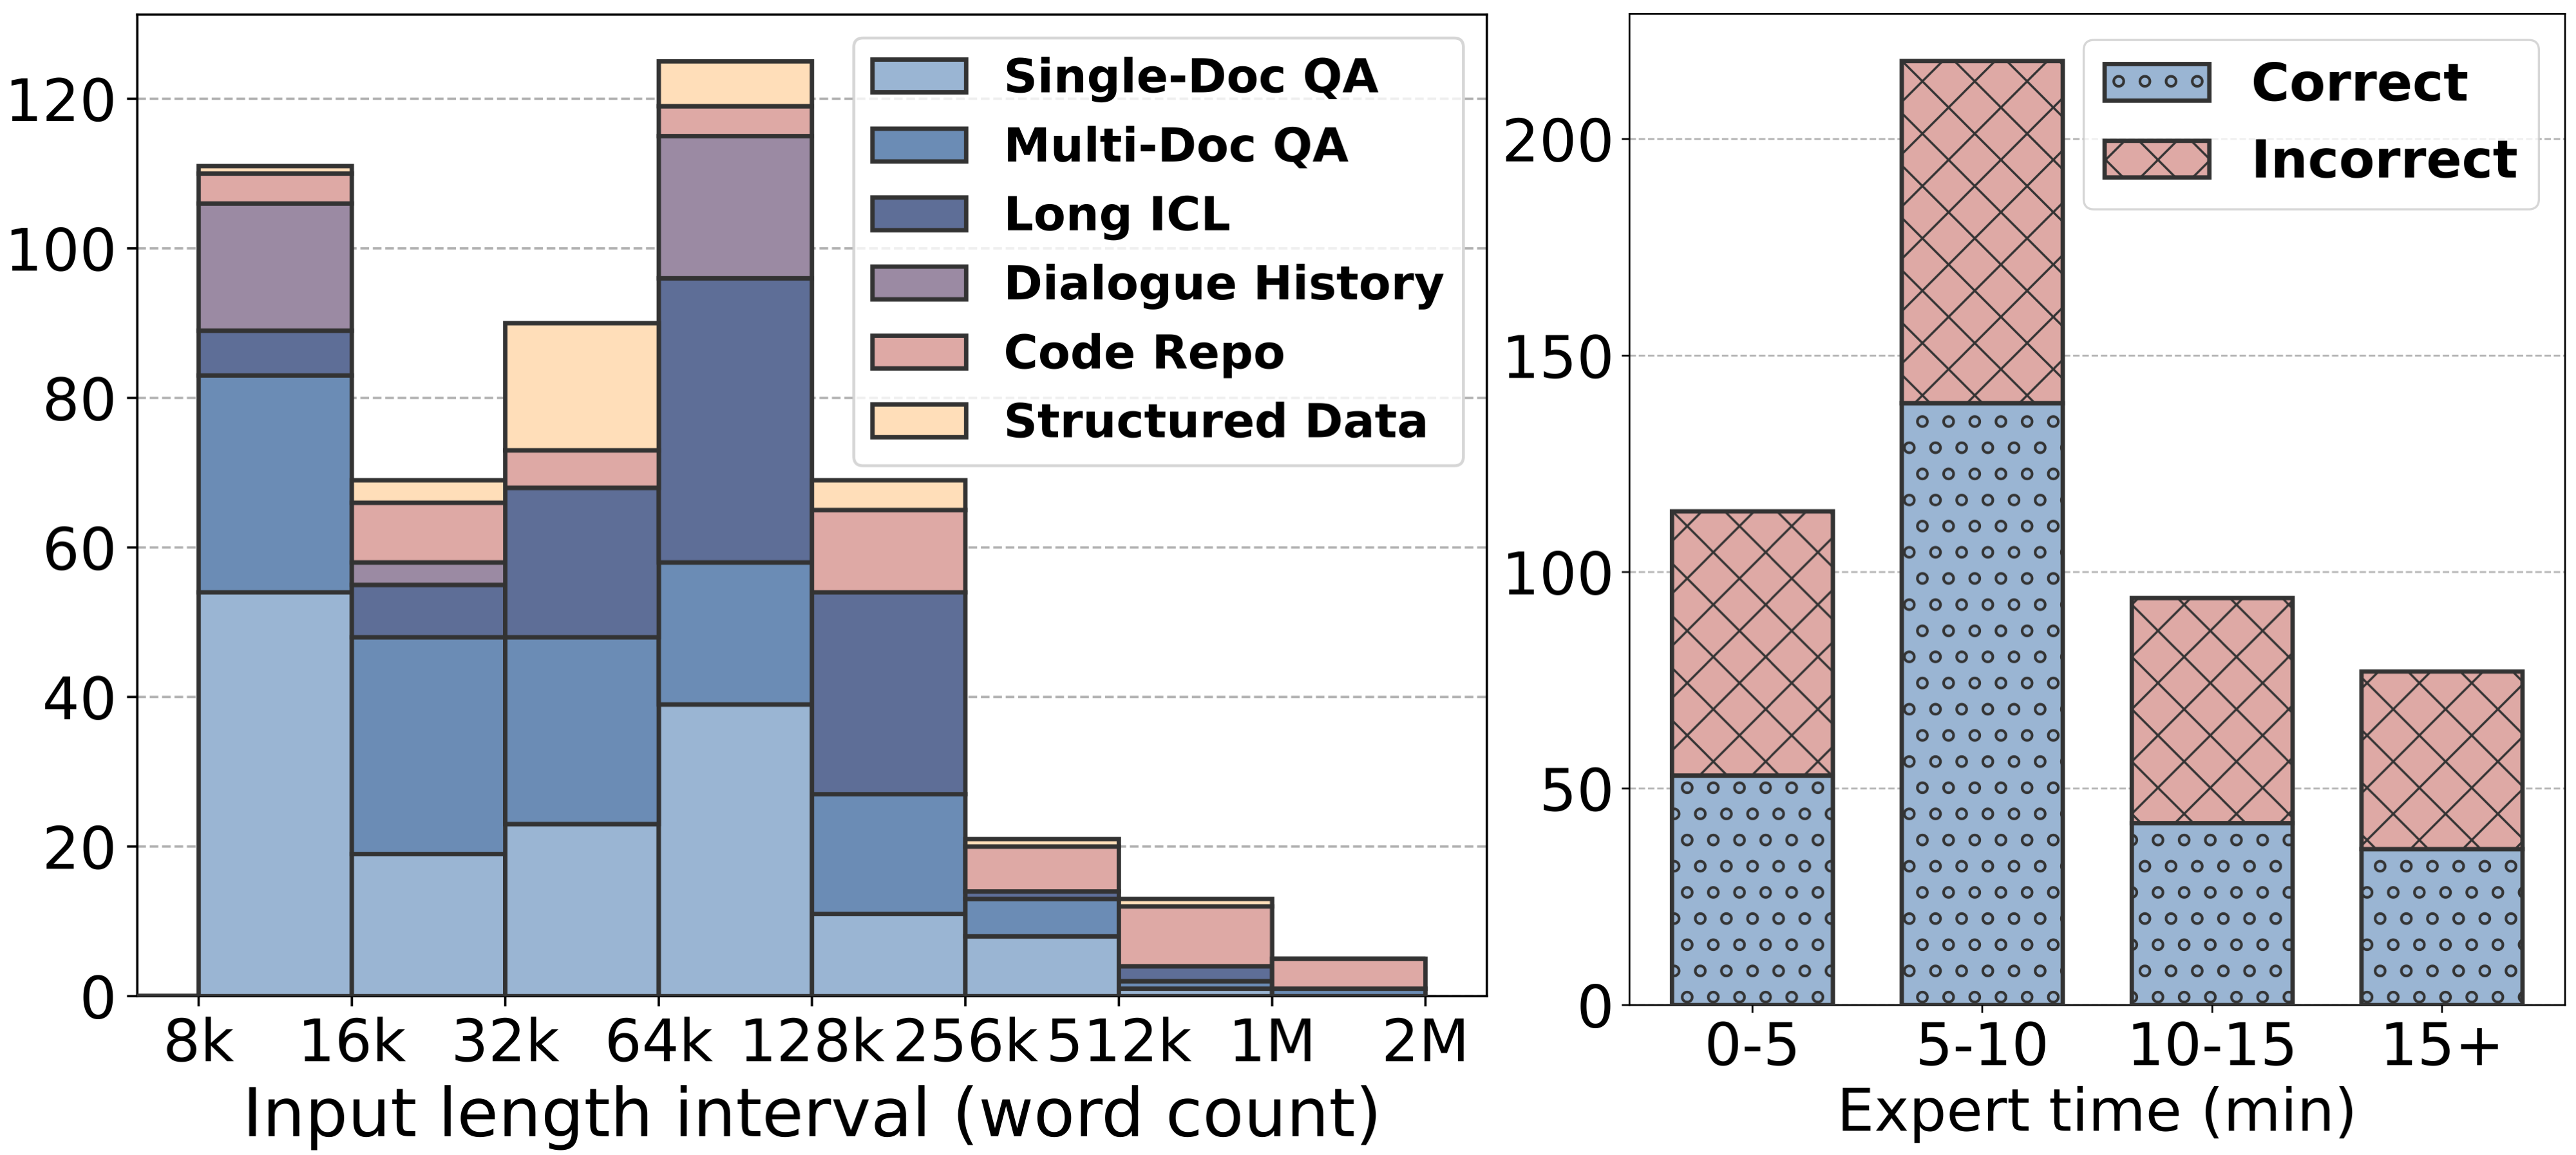 120
100
80
60
40
20
0
8k 16k 32k 64k 128k 256k 512k 1M 2M
Input length interval (word count)
Single-Doc QA
Multi-Doc QA
Long ICL
Dialogue History
Code Repo
Structured Data
200
150
100
50
0
0-5 5-10 10-15 15+
Expert time (min)
Correct
Incorrect